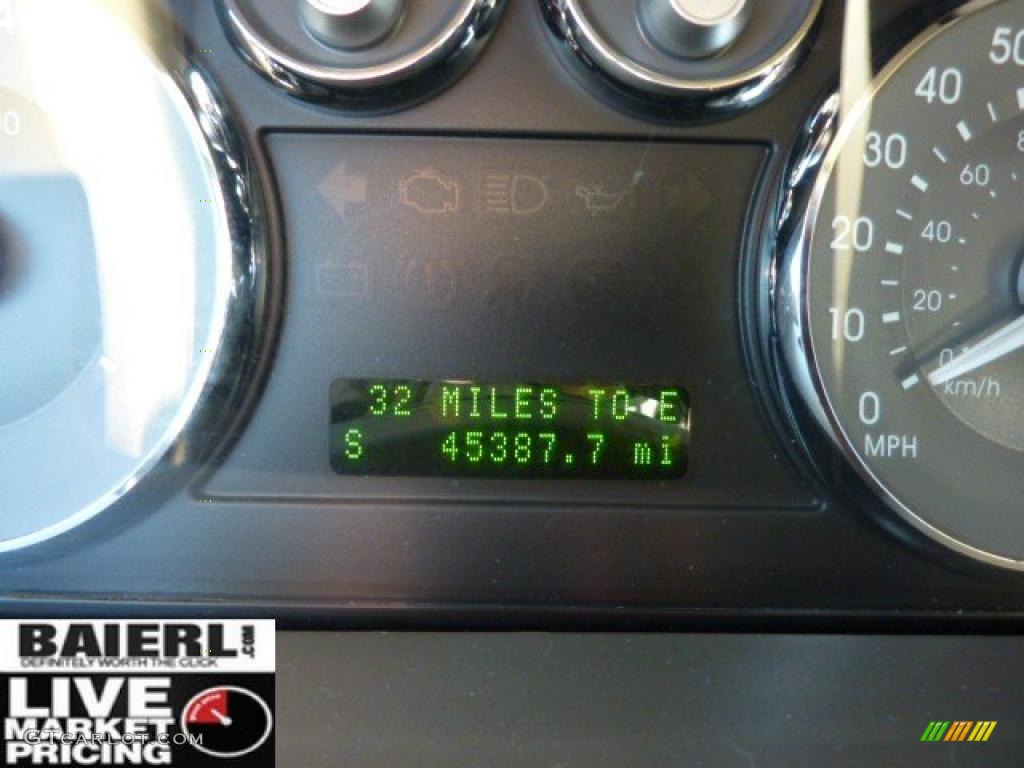 50
40
30
20
10
0
MPH
60
40
20
0
km/h
32 MILES TO E
S 45387.7 mi
BAIERL.com
DEFINITELY WORTH THE CLICK
LIVE
MARKET
PRICING
GTcarlot.com